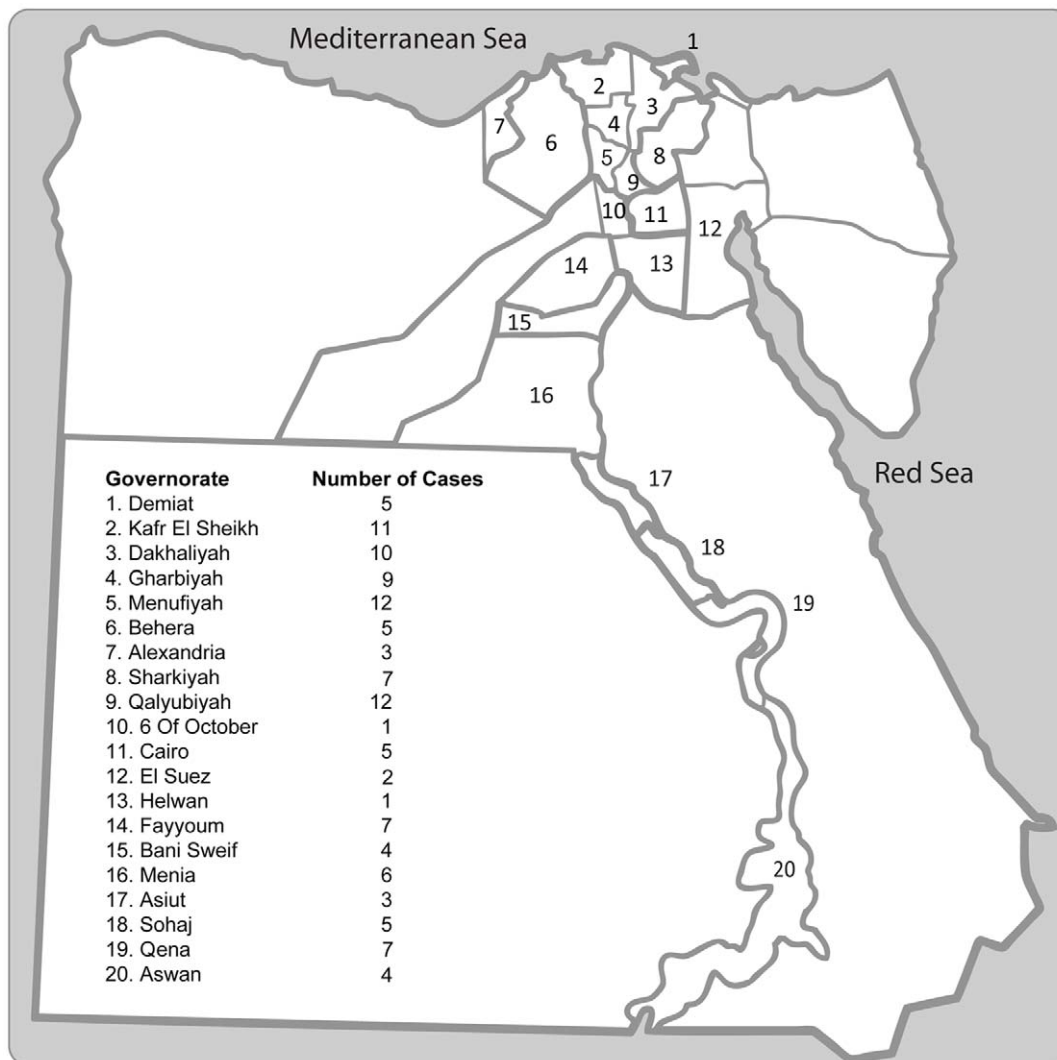 Mediterranean Sea
1
2
3
7
4
6
5
8
9
10
11
12
14
13
15
16
Red Sea
17
18
19
20
Governorate Number of Cases
1. Demiat 5
2. Kafr El Sheikh 11
3. Dakhaliyah 10
4. Gharbiyah 9
5. Menufiyah 12
6. Behera 5
7. Alexandria 3
8. Sharkiyah 7
9. Qalyubiyah 12
10. 6 Of October 1
11. Cairo 5
12. El Suez 2
13. Helwan 1
14. Fayyoum 7
15. Bani Sweif 4
16. Menia 6
17. Asiut 3
18. Sohaj 5
19. Qena 7
20. Aswan 4